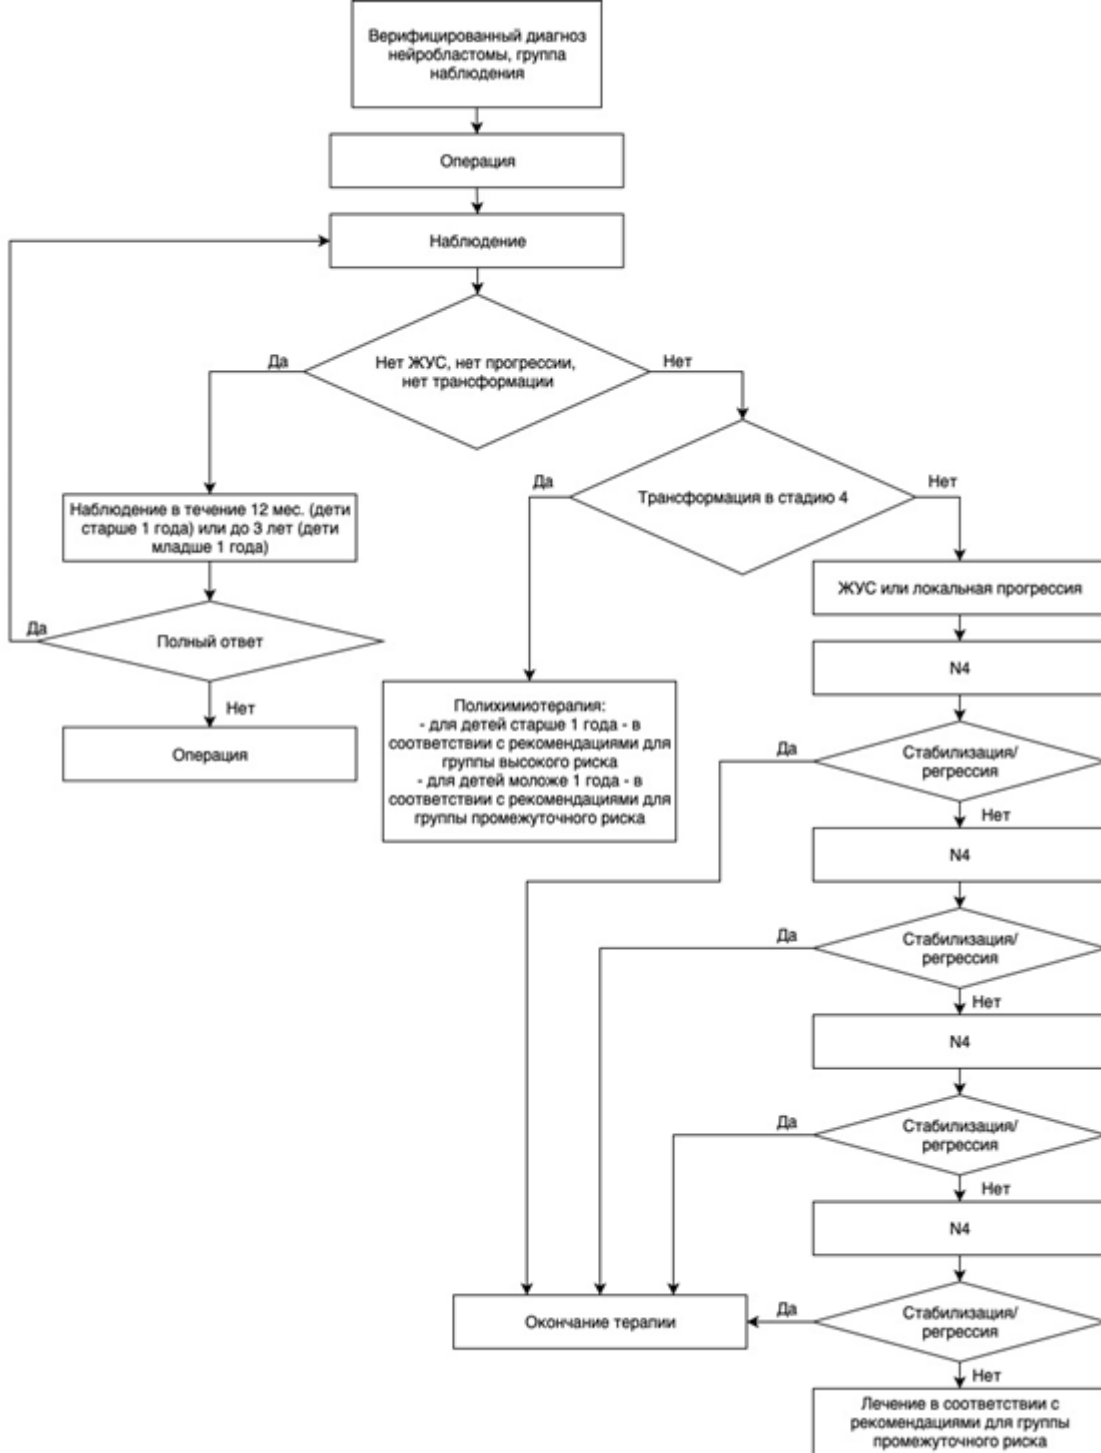 Верифицированный диагноз
нейробластомы, группа
наблюдения
Операция
Наблюдение
Да
Нет ЖУС, нет прогрессии,
нет трансформации
Нет
Да
Трансформация в стадию 4
Нет
Наблюдение в течение 12 мес. (дети
старше 1 года) или до 3 лет (дети
младше 1 года)
ЖУС или локальная прогрессия
Да
Полный ответ
Нет
Операция
N4
Полихимиотерапия:
- для детей старше 1 года - в
соответствии с рекомендациями для
группы высокого риска
- для детей моложе 1 года - в
соответствии с рекомендациями для
группы промежуточного риска
Да
Стабилизация/
регрессия
Нет
N4
Да
Стабилизация/
регрессия
Нет
N4
Да
Стабилизация/
регрессия
Нет
N4
Окончание терапии
Да
Стабилизация/
регрессия
Нет
Лечение в соответствии с
рекомендациями для группы
промежуточного риска